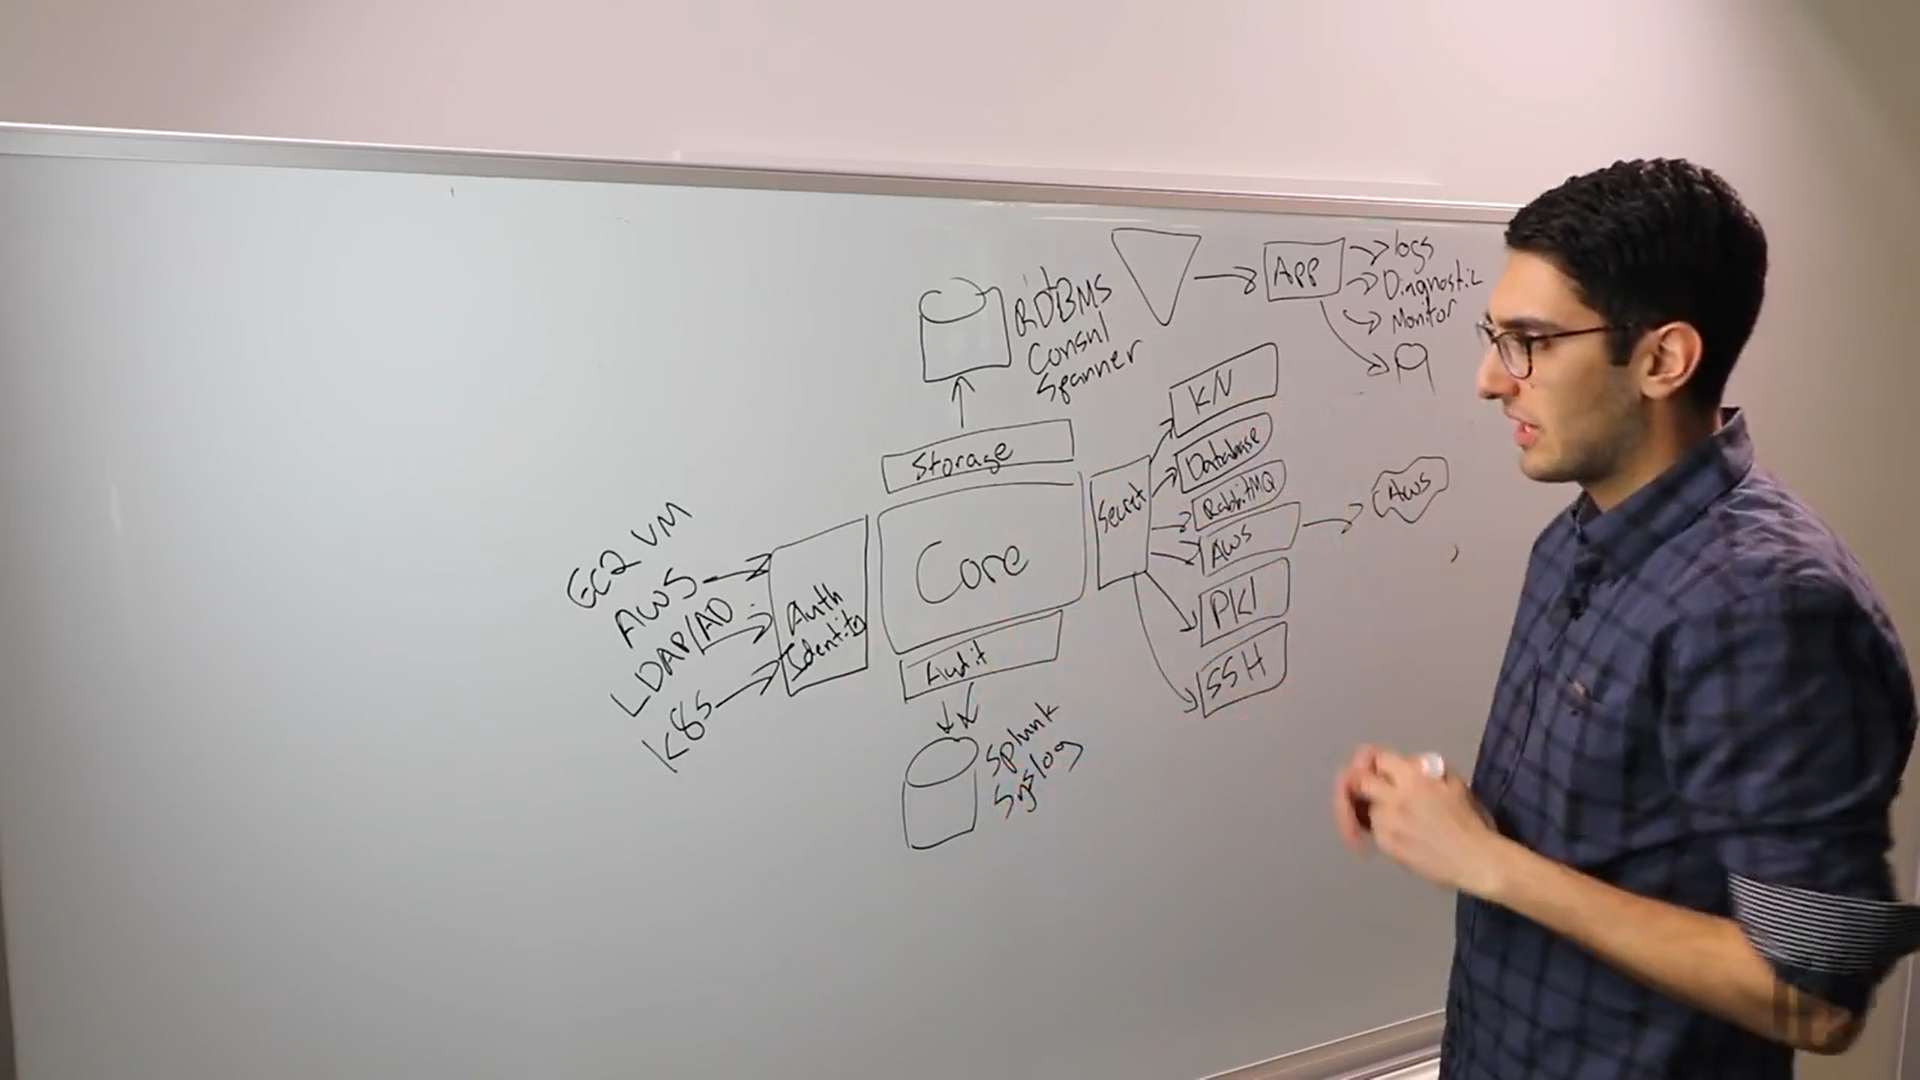 RDBMS
Consul
Spanner
App
logs
Diagnostic
Monitor
Storage
Core
Auth
Identity
Audit
Splunk
Syslog
EC2 VM
AWS
LDAP/AD
K8S
Secret
K/V
Database
RabbitMQ
AWS
PKI
SSH
AWS